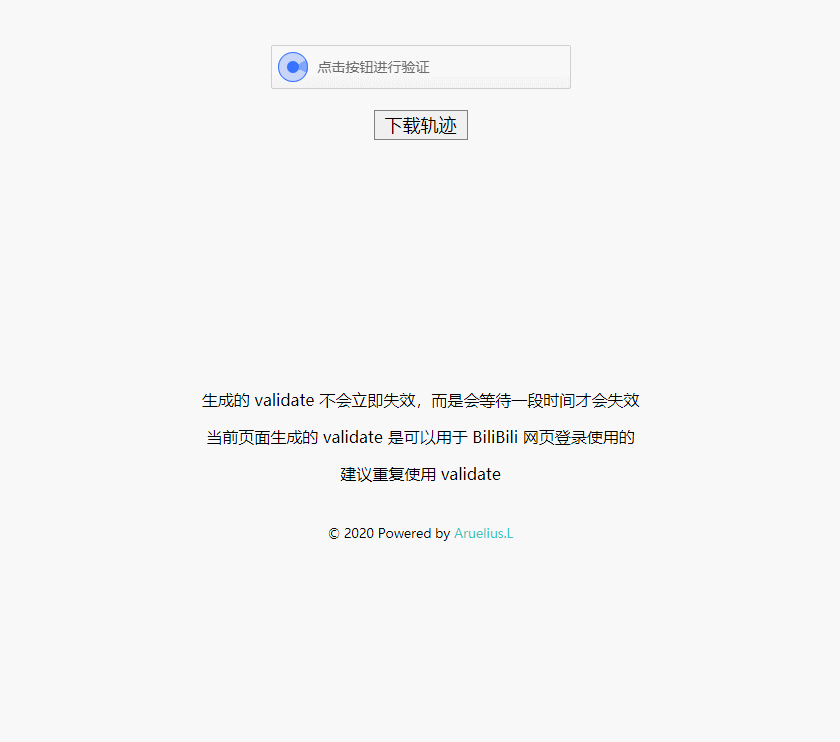 点击按钮进行验证
下载轨迹
生成的 validate 不会立即失效，而是会等待一段时间才会失效
当前页面生成的 validate 是可以用于 BiliBili 网页登录使用的
建议重复使用 validate
© 2020 Powered by Aruelius.L